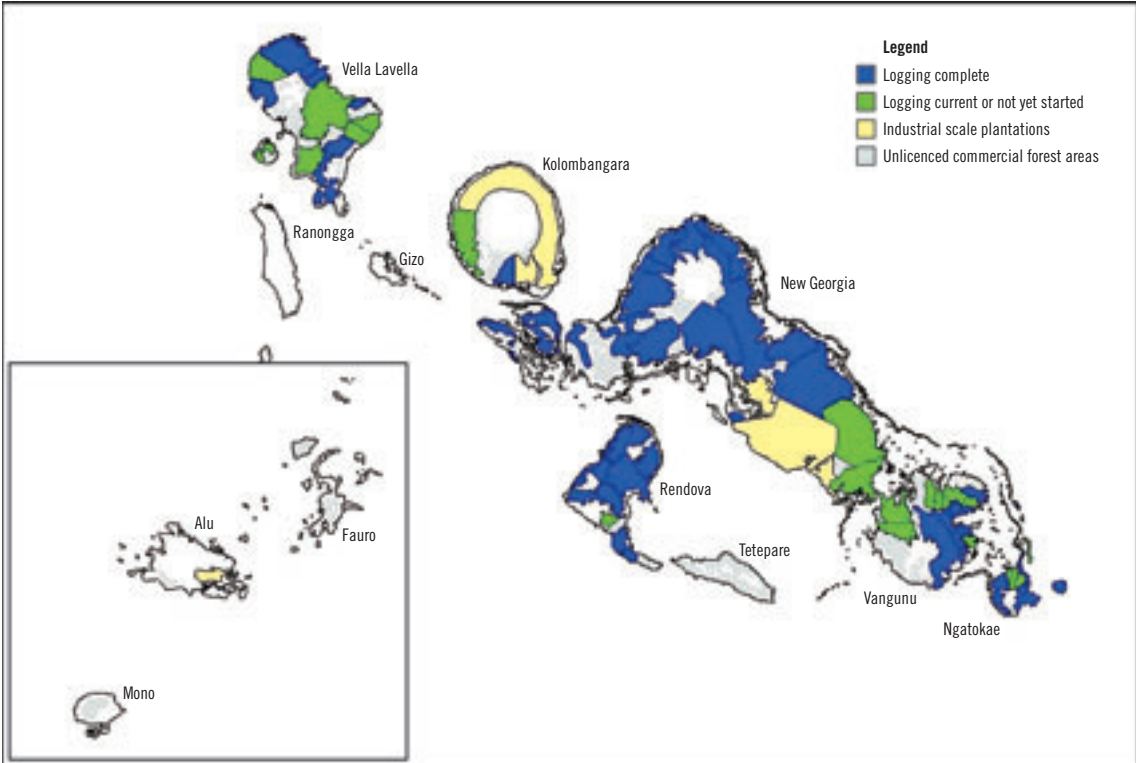 Legend
Logging complete
Logging current or not yet started
Industrial scale plantations
Unlicenced commercial forest areas
Vella Lavella
Kolombangara
Ranongga
Gizo
New Georgia
Rendova
Tetepare
Vangunu
Ngatokae
Alu
Fauro
Mono